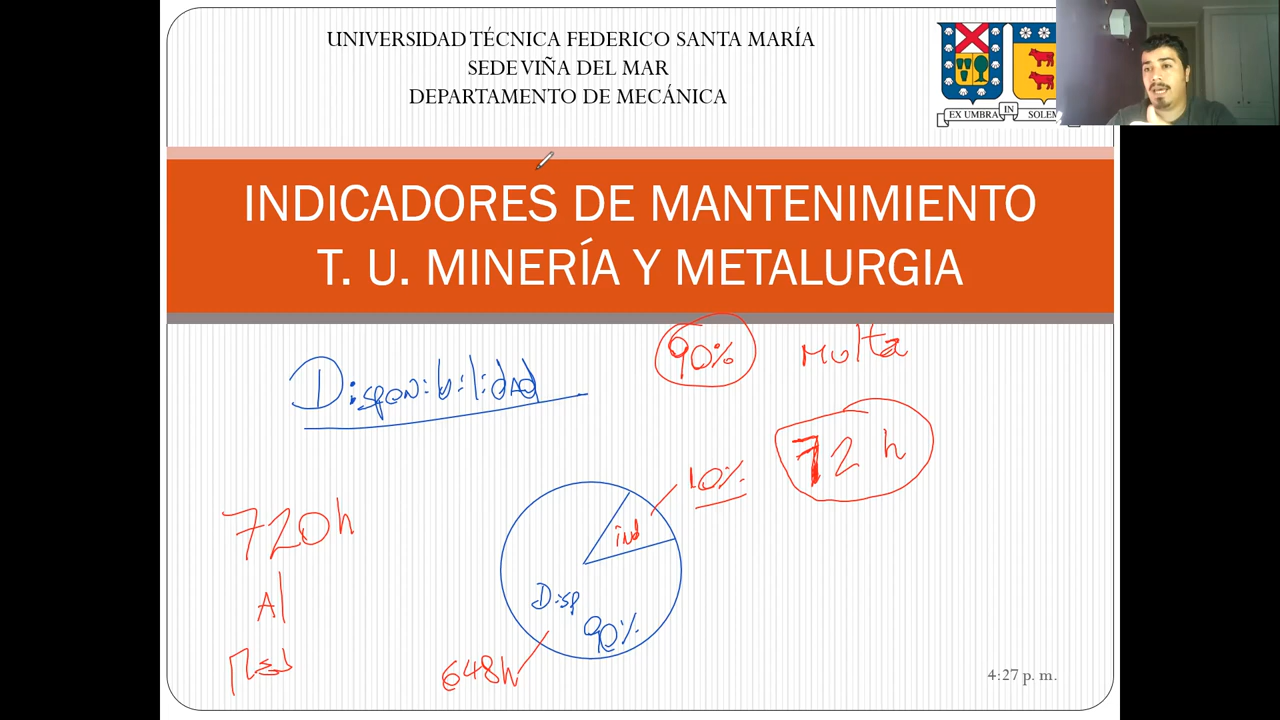 UNIVERSIDAD TÉCNICA FEDERICO SANTA MARÍA
SEDE VIÑA DEL MAR
DEPARTAMENTO DE MECÁNICA
EX UMBRA IN SOLEM
INDICADORES DE MANTENIMIENTO
T. U. MINERÍA Y METALURGIA
90% Multa
Disponibilidad
72 h
10%
720h
ind
Al
Disp
90%
Mes
648h
4:27 p. m.